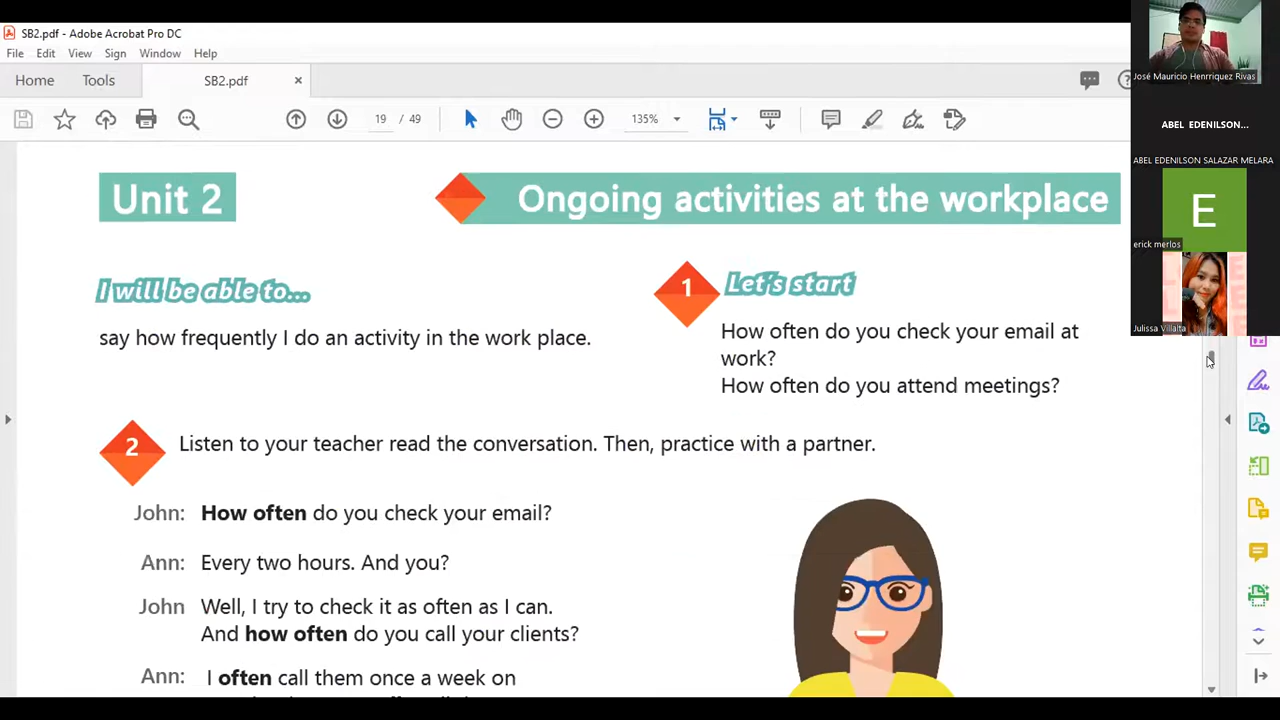 SB2.pdf - Adobe Acrobat Pro DC
File Edit View Sign Window Help
Home Tools SB2.pdf ×
19 / 49 135%
Unit 2
Ongoing activities at the workplace
I will be able to...
say how frequently I do an activity in the work place.
1 Let's start
How often do you check your email at
work?
How often do you attend meetings?
2 Listen to your teacher read the conversation. Then, practice with a partner.
John: How often do you check your email?
Ann: Every two hours. And you?
John Well, I try to check it as often as I can.
And how often do you call your clients?
Ann: I often call them once a week on
José Mauricio Henrriquez Rivas
ABEL EDENILSON...
ABEL EDENILSON SALAZAR MELARA
E
erick merlos
Julissa Villalta